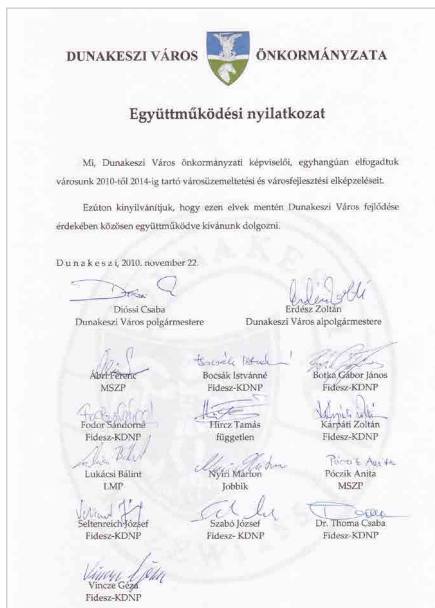 DUNAKESZI VÁROS ÖNKORMÁNYZATA
Együttműködési nyilatkozat
Mi, Dunakeszi Város önkormányzati képviselői, egyhangúan elfogadtuk
városunk 2010-től 2014-ig tartó városüzemeltetési és városfejlesztési elképzeléseit.
Ezúton kinyilvánítjuk, hogy ezen elvek mentén Dunakeszi Város fejlődése
érdekében közösen együttműködve kívánunk dolgozni.
Dunakeszi, 2010. november 22.
Dióssi Csaba Erdész Zoltán
Dunakeszi Város polgármestere Dunakeszi Város alpolgármestere
Ábri Ferenc Bocsák Istvánné Botka Gábor János
MSZP Fidesz-KDNP Fidesz-KDNP
Fodor Sándorné Hircz Tamás Kárpáti Zoltán
Fidesz-KDNP független Fidesz-KDNP
Póczik Anita
Lukácsi Bálint Nyíri Márton Póczik Anita
LMP Jobbik MSZP
Seltenreich József Szabó József Dr. Thoma Csaba
Fidesz-KDNP Fidesz- KDNP Fidesz-KDNP
Vincze Géza
Fidesz-KDNP